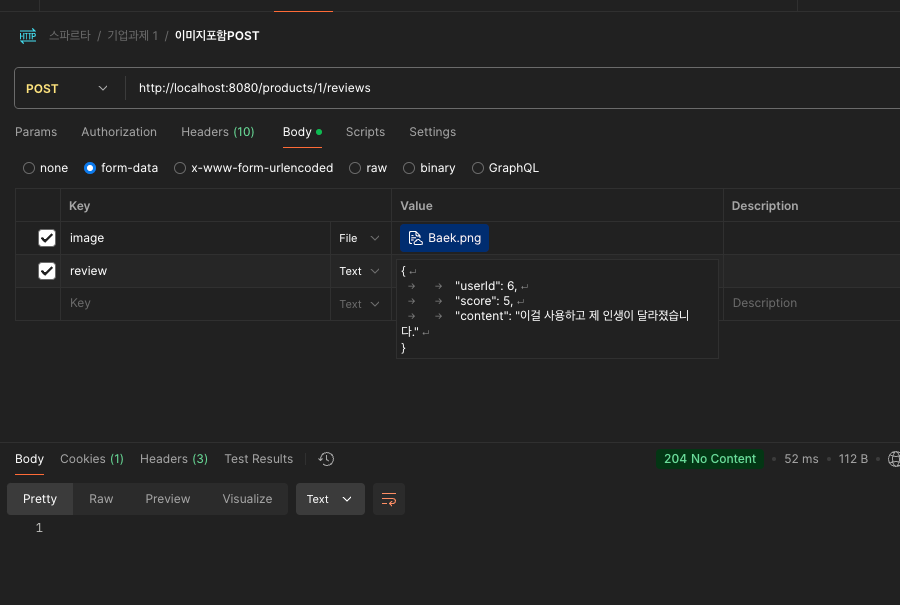 HTTP 스파르타 / 기업과제 1 / 이미지포함POST
POST http://localhost:8080/products/1/reviews
Params Authorization Headers (10) Body Scripts Settings
none form-data x-www-form-urlencoded raw binary GraphQL
Key Value Description
image File Baek.png
review Text
{
"userId": 6,
"score": 5,
"content": "이걸 사용하고 제 인생이 달라졌습니
다."
}
Key Text Description
Body Cookies (1) Headers (3) Test Results 204 No Content 52 ms 112 B
Pretty Raw Preview Visualize Text
1